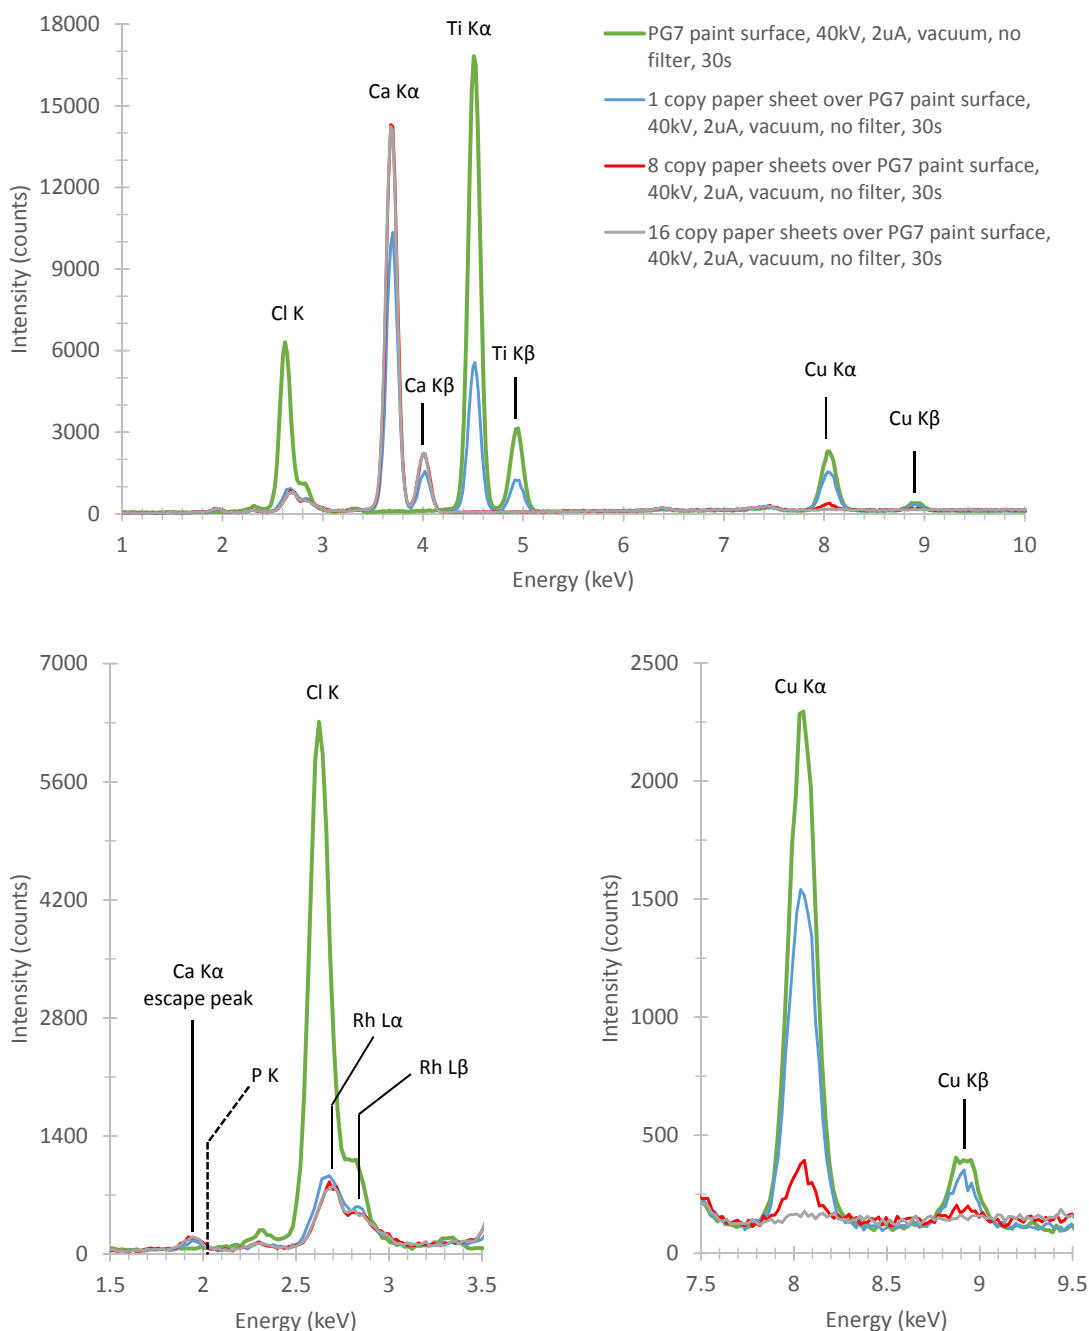 18000
15000
12000
9000
6000
3000
0
Intensity (counts)
1
2
3
4
5
6
7
8
9
10
Energy (keV)
Cl K
Ca Kα
Ca Kβ
Ti Kα
Ti Kβ
Cu Kα
Cu Kβ
PG7 paint surface, 40kV, 2uA, vacuum, no
filter, 30s
1 copy paper sheet over PG7 paint surface,
40kV, 2uA, vacuum, no filter, 30s
8 copy paper sheets over PG7 paint surface,
40kV, 2uA, vacuum, no filter, 30s
16 copy paper sheets over PG7 paint surface,
40kV, 2uA, vacuum, no filter, 30s
7000
5600
4200
2800
1400
0
Intensity (counts)
1.5
2
2.5
3
3.5
Energy (keV)
Cl K
Ca Kα
escape peak
P K
Rh Lα
Rh Lβ
2500
2000
1500
1000
500
0
Intensity (counts)
7.5
8
8.5
9
9.5
Energy (keV)
Cu Kα
Cu Kβ